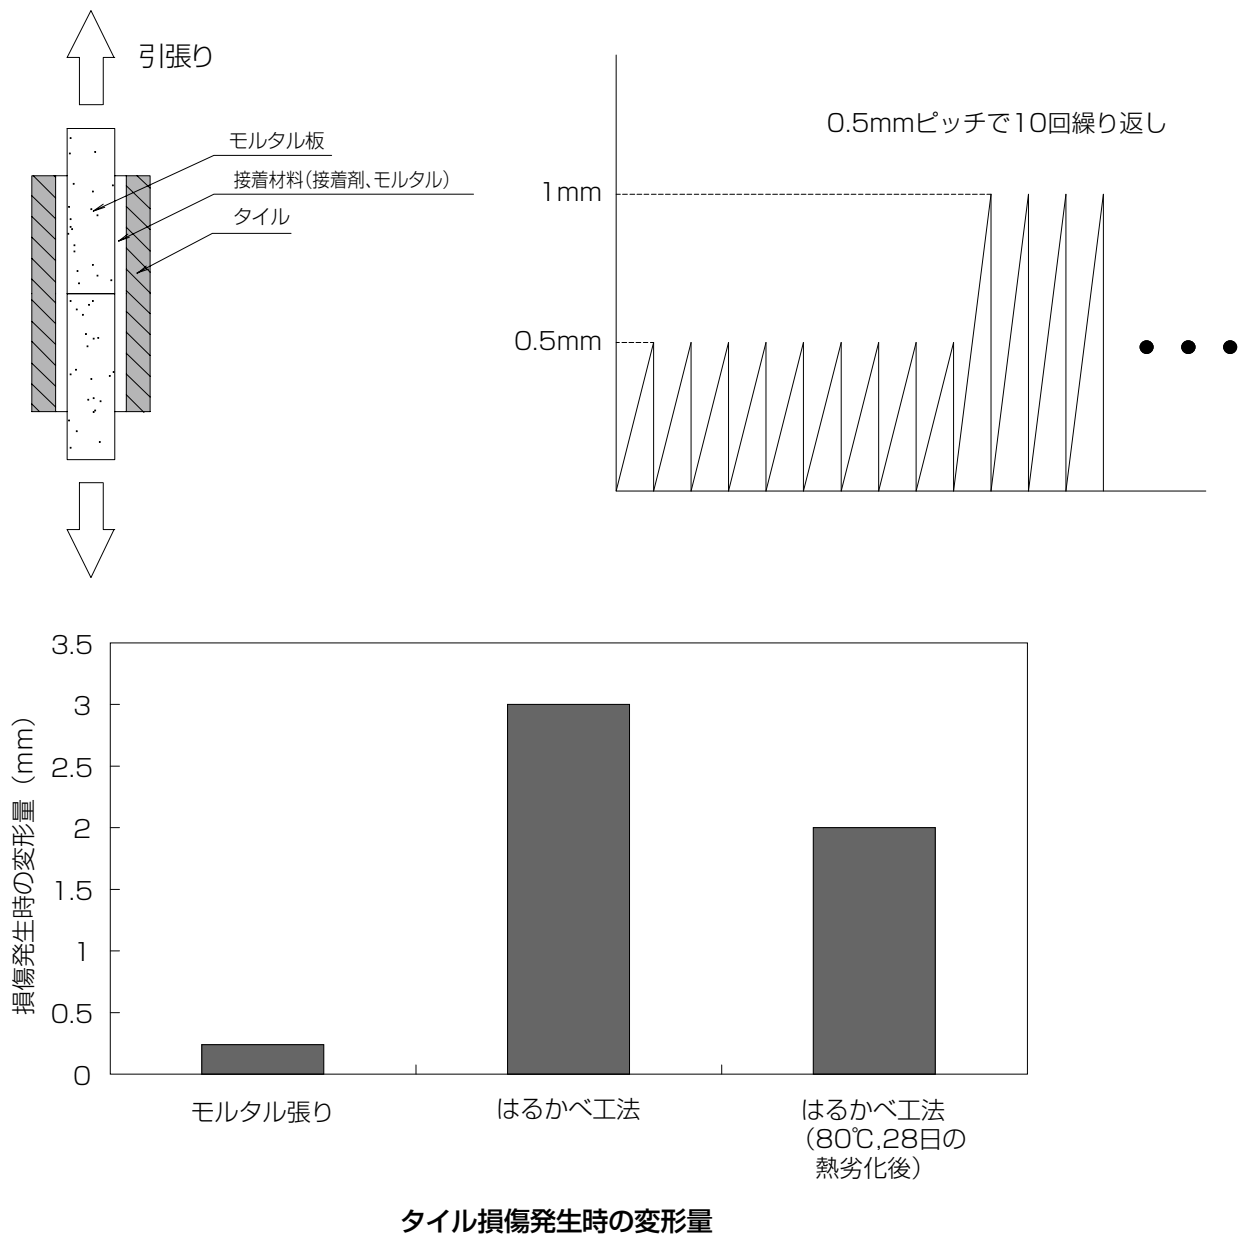 引張り
モルタル板
接着材料(接着剤、モルタル)
タイル
0.5mmピッチで10回繰り返し
1mm
0.5mm
3.5
3
2.5
2
1.5
1
0.5
0
損傷発生時の変形量 (mm)
モルタル張り
はるかべ工法
はるかべ工法
(80℃,28日の
熱劣化後)
タイル損傷発生時の変形量